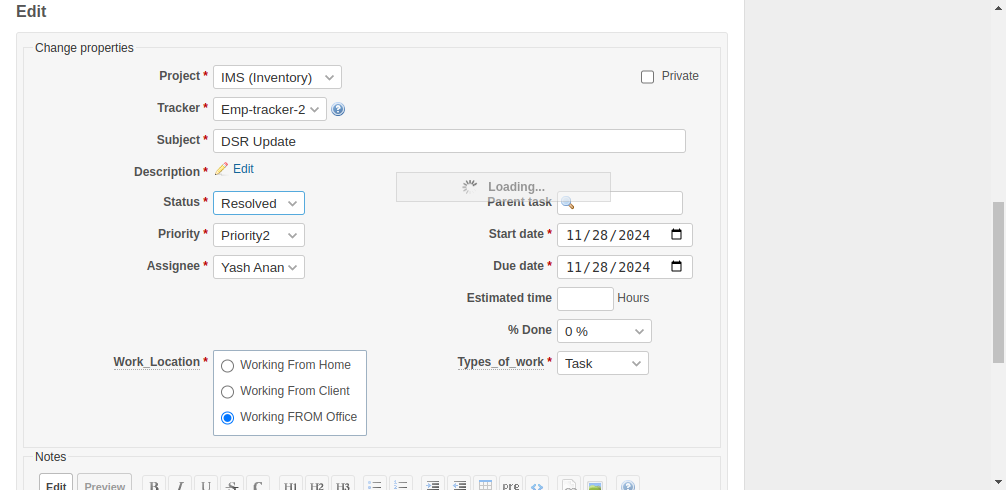 Edit
Change properties
Project * IMS (Inventory) Private
Tracker * Emp-tracker-2
Subject * DSR Update
Description * Edit
Loading...
Status * Resolved Parent task
Priority * Priority2 Start date * 11/28/2024
Assignee * Yash Anan Due date * 11/28/2024
Estimated time Hours
% Done 0 %
Work_Location * Working From Home Types_of_work * Task
Working From Client
Working FROM Office
Notes
Edit Preview B I U S C H1 H2 H3 pre